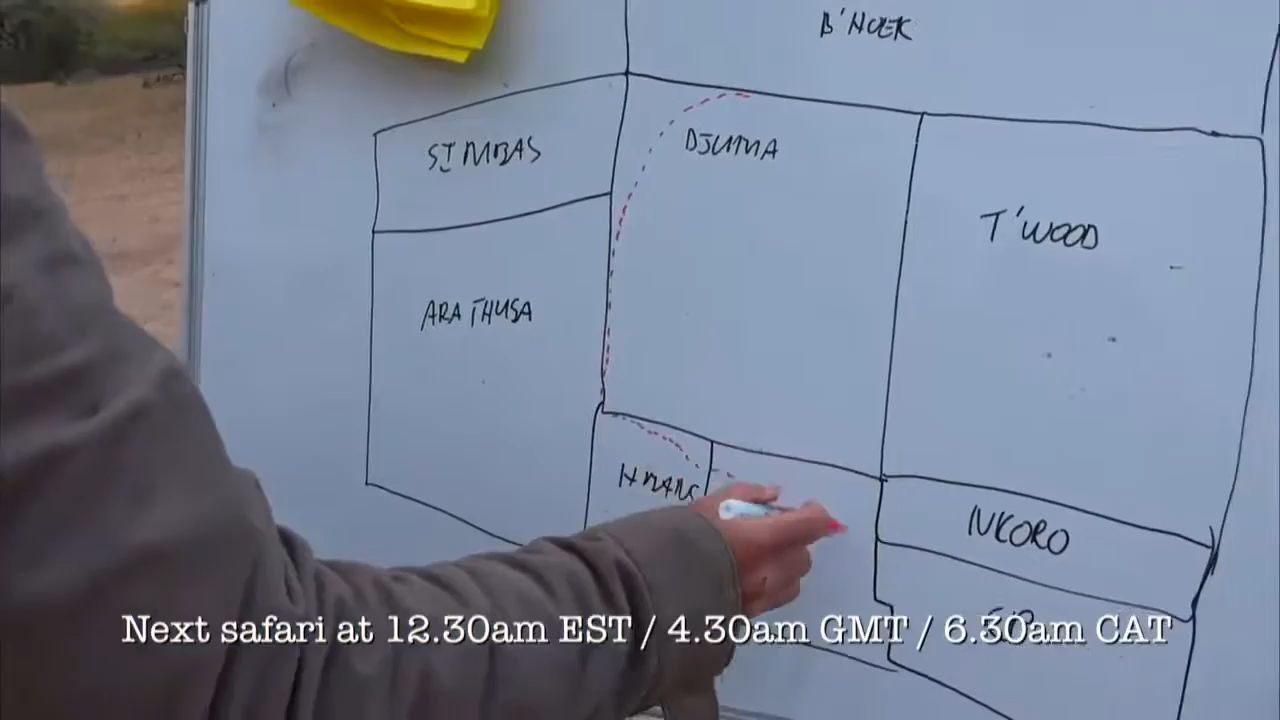 B'HOEK
SIMBAS
DJUMA
T'WOOD
ARATHUSA
NKORO
Next safari at 12.30am EST / 4.30am GMT / 6.30am CAT